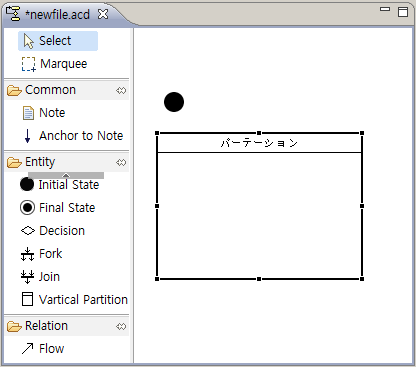 *newfile.acd
Select
Marquee
Common
Note
Anchor to Note
Entity
Initial State
Final State
Decision
Fork
Join
Vartical Partition
Relation
Flow
パーテーション